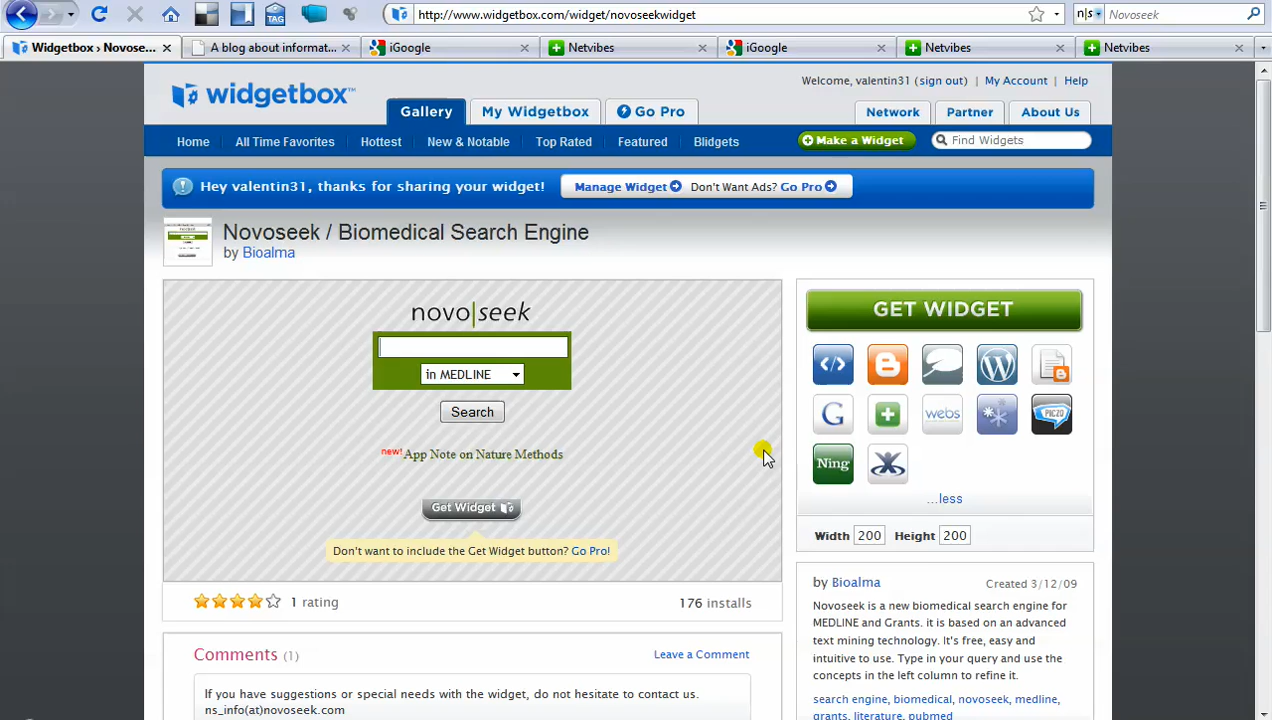 TAG
http://www.widgetbox.com/widget/novoseekwidget
n|s
Novoseek
Widgetbox › Novose...
A blog about informat...
iGoogle
Netvibes
iGoogle
Netvibes
Netvibes
widgetbox™
Welcome, valentin31 (sign out) | My Account | Help
Gallery
My Widgetbox
Go Pro
Network
Partner
About Us
Home
All Time Favorites
Hottest
New & Notable
Top Rated
Featured
Blidgets
Make a Widget
Find Widgets
Hey valentin31, thanks for sharing your widget!
Manage Widget
Don't Want Ads? Go Pro
Novoseek / Biomedical Search Engine
by Bioalma
novo|seek
in MEDLINE
Search
new! App Note on Nature Methods
Get Widget
Don't want to include the Get Widget button? Go Pro!
1 rating
176 installs
Comments (1)
Leave a Comment
If you have suggestions or special needs with the widget, do not hesitate to contact us.
ns_info(at)novoseek.com
GET WIDGET
G
webs
PICZO
Ning
...less
Width 200 Height 200
by Bioalma
Created 3/12/09
Novoseek is a new biomedical search engine for
MEDLINE and Grants. it is based on an advanced
text mining technology. It's free, easy and
intuitive to use. Type in your query and use the
concepts in the left column to refine it.
search engine, biomedical, novoseek, medline,
grants, literature, pubmed